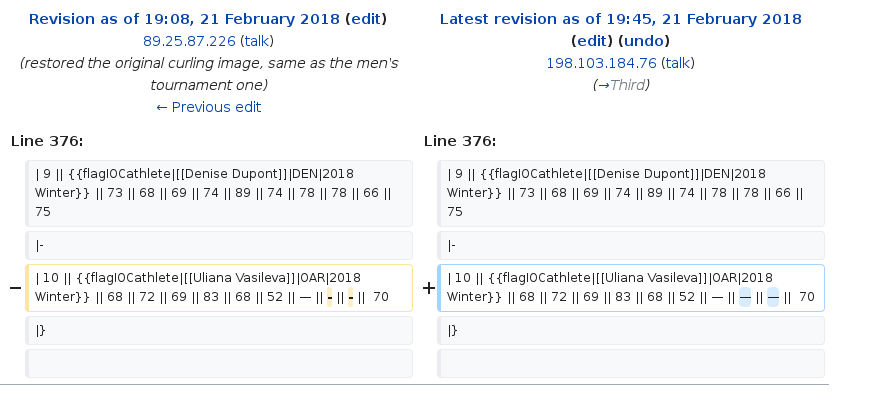 Revision as of 19:08, 21 February 2018 (edit)
89.25.87.226 (talk)
(restored the original curling image, same as the men's
tournament one)
← Previous edit
Latest revision as of 19:45, 21 February 2018
(edit) (undo)
198.103.184.76 (talk)
(→Third)
Line 376:
Line 376:
| 9 || {{flagIOCathlete|[[Denise Dupont]]|DEN|2018
Winter}} || 73 || 68 || 69 || 74 || 89 || 74 || 78 || 78 || 66 ||
75
| 9 || {{flagIOCathlete|[[Denise Dupont]]|DEN|2018
Winter}} || 73 || 68 || 69 || 74 || 89 || 74 || 78 || 78 || 66 ||
75
|-
|-
− | 10 || {{flagIOCathlete|[[Uliana Vasileva]]|OAR|2018
Winter}} || 68 || 72 || 69 || 83 || 68 || 52 || — || - || - || 70
+ | 10 || {{flagIOCathlete|[[Uliana Vasileva]]|OAR|2018
Winter}} || 68 || 72 || 69 || 83 || 68 || 52 || — || — || — || 70
|}
|}